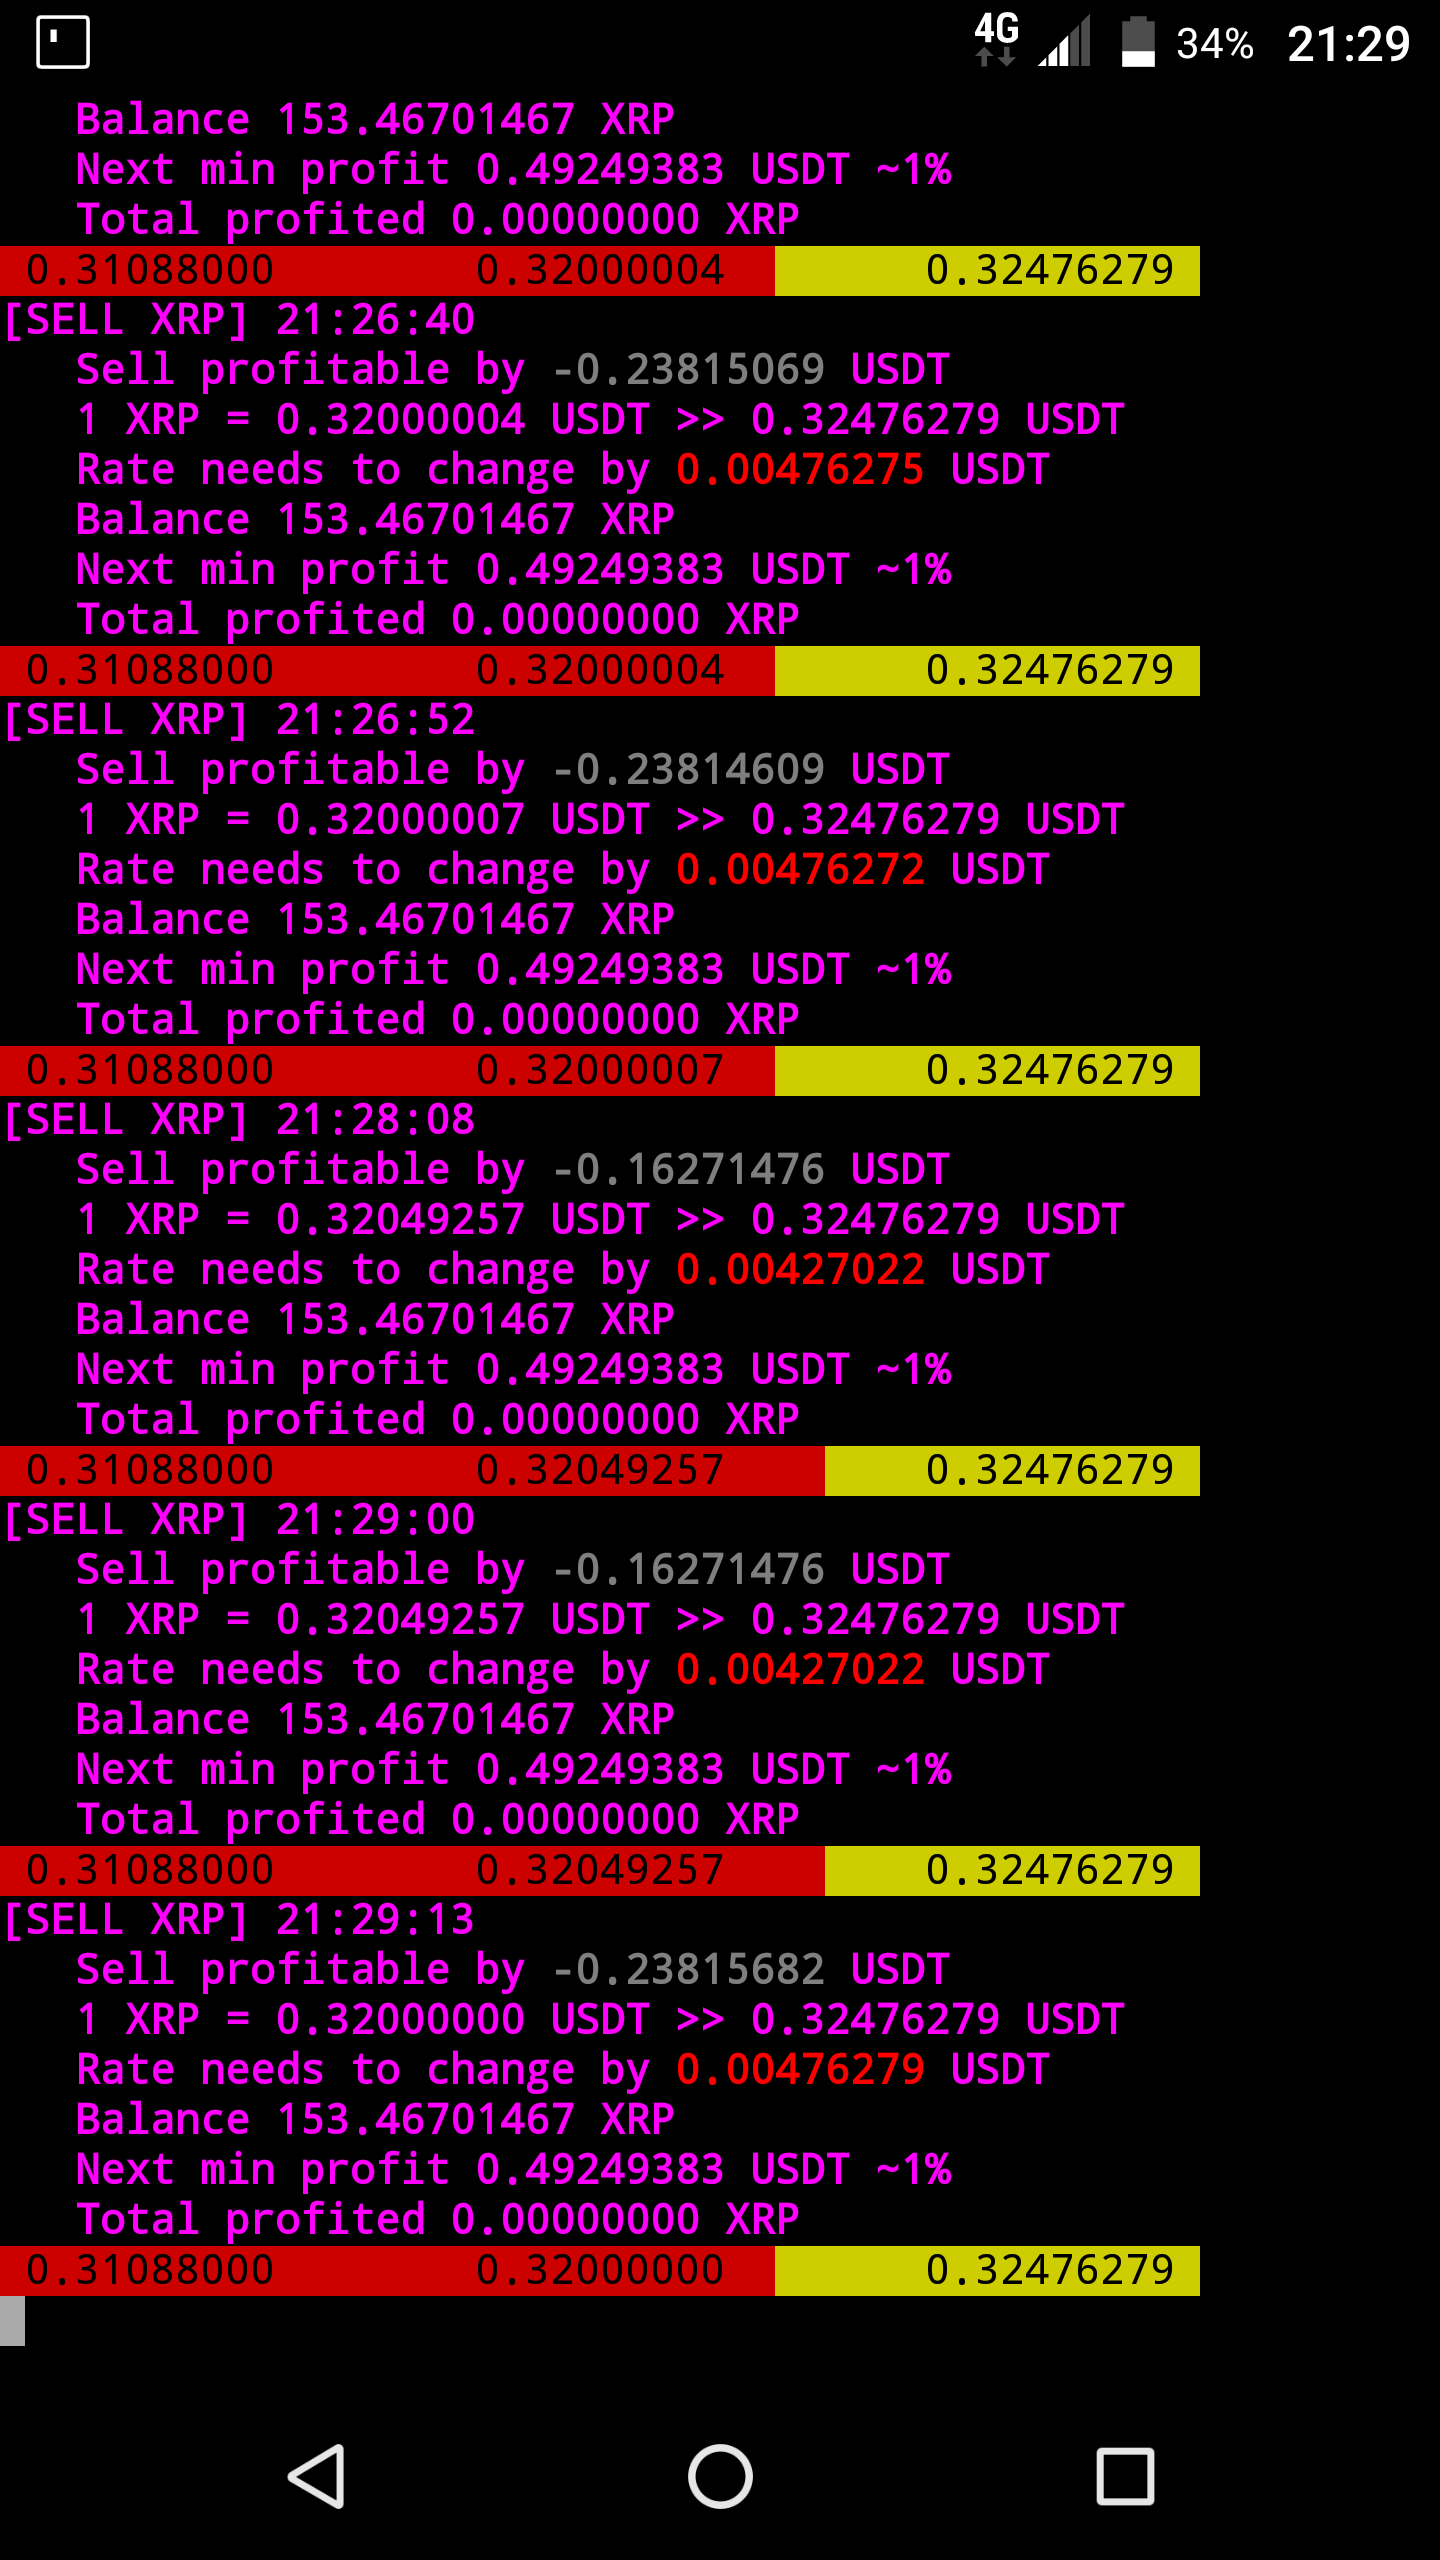 4G 34% 21:29
Balance 153.46701467 XRP
Next min profit 0.49249383 USDT ~1%
Total profited 0.00000000 XRP
0.31088000 0.32000004 0.32476279
[SELL XRP] 21:26:40
Sell profitable by -0.23815069 USDT
1 XRP = 0.32000004 USDT >> 0.32476279 USDT
Rate needs to change by 0.00476275 USDT
Balance 153.46701467 XRP
Next min profit 0.49249383 USDT ~1%
Total profited 0.00000000 XRP
0.31088000 0.32000004 0.32476279
[SELL XRP] 21:26:52
Sell profitable by -0.23814609 USDT
1 XRP = 0.32000007 USDT >> 0.32476279 USDT
Rate needs to change by 0.00476272 USDT
Balance 153.46701467 XRP
Next min profit 0.49249383 USDT ~1%
Total profited 0.00000000 XRP
0.31088000 0.32000007 0.32476279
[SELL XRP] 21:28:08
Sell profitable by -0.16271476 USDT
1 XRP = 0.32049257 USDT >> 0.32476279 USDT
Rate needs to change by 0.00427022 USDT
Balance 153.46701467 XRP
Next min profit 0.49249383 USDT ~1%
Total profited 0.00000000 XRP
0.31088000 0.32049257 0.32476279
[SELL XRP] 21:29:00
Sell profitable by -0.16271476 USDT
1 XRP = 0.32049257 USDT >> 0.32476279 USDT
Rate needs to change by 0.00427022 USDT
Balance 153.46701467 XRP
Next min profit 0.49249383 USDT ~1%
Total profited 0.00000000 XRP
0.31088000 0.32049257 0.32476279
[SELL XRP] 21:29:13
Sell profitable by -0.23815682 USDT
1 XRP = 0.32000000 USDT >> 0.32476279 USDT
Rate needs to change by 0.00476279 USDT
Balance 153.46701467 XRP
Next min profit 0.49249383 USDT ~1%
Total profited 0.00000000 XRP
0.31088000 0.32000000 0.32476279